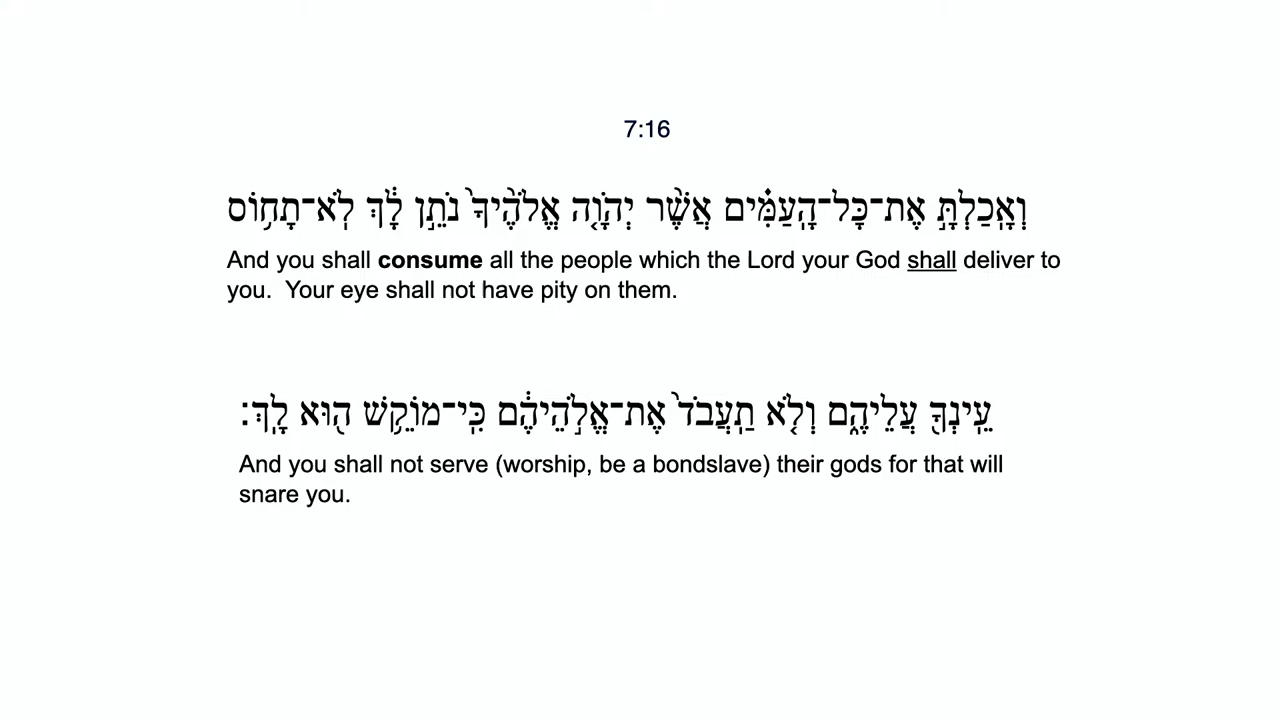 7:16
וְאָֽכַלְתָּ֣ אֶת־כׇּל־הָֽעַמִּ֗ים אֲשֶׁ֨ר יְהֹוָ֤ה אֱלֹהֶ֙יךָ֙ נֹתֵ֣ן לָ֔ךְ לֹא־תָח֥וֹס
And you shall consume all the people which the Lord your God shall deliver to
you. Your eye shall not have pity on them.
עֵֽינְךָ֖ עֲלֵיהֶ֑ם וְלֹ֤א תַֽעֲבֹד֙ אֶת־אֱלֹ֣הֵיהֶ֔ם כִּֽי־מוֹקֵ֥שׁ ה֖וּא לָֽךְ׃
And you shall not serve (worship, be a bondslave) their gods for that will
snare you.